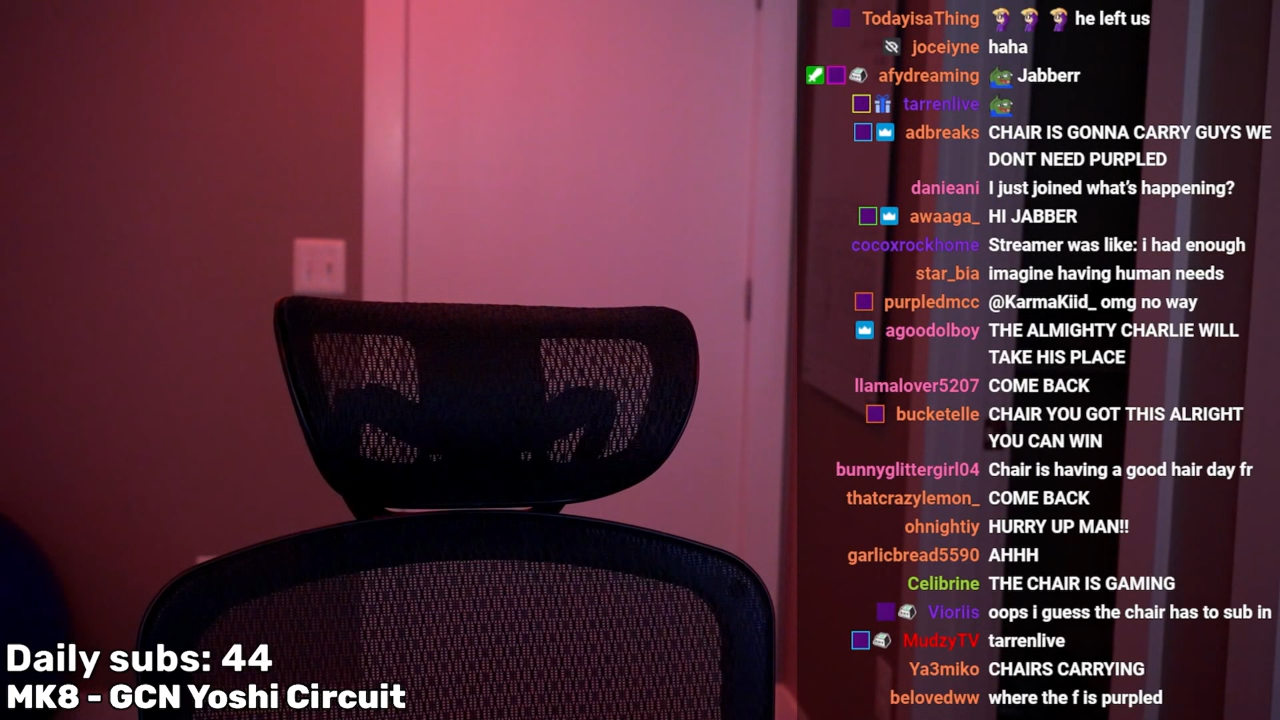 TodayisaThing he left us
joceiyne haha
afydreaming Jabberr
tarrenlive
adbreaks CHAIR IS GONNA CARRY GUYS WE
DONT NEED PURPLED
danieani I just joined what's happening?
awaaga_ HI JABBER
cocoxrockhome Streamer was like: i had enough
star_bia imagine having human needs
purpledmcc @KarmaKiid_ omg no way
agoodolboy THE ALMIGHTY CHARLIE WILL
TAKE HIS PLACE
llamalover5207 COME BACK
bucketelle CHAIR YOU GOT THIS ALRIGHT
YOU CAN WIN
bunnyglittergirl04 Chair is having a good hair day fr
thatcrazylemon_ COME BACK
ohnightiy HURRY UP MAN!!
garlicbread5590 AHHH
Celibrine THE CHAIR IS GAMING
Vioriis oops i guess the chair has to sub in
MudzyTV tarrenlive
Ya3miko CHAIRS CARRYING
belovedww where the f is purpled
Daily subs: 44
MK8 - GCN Yoshi Circuit